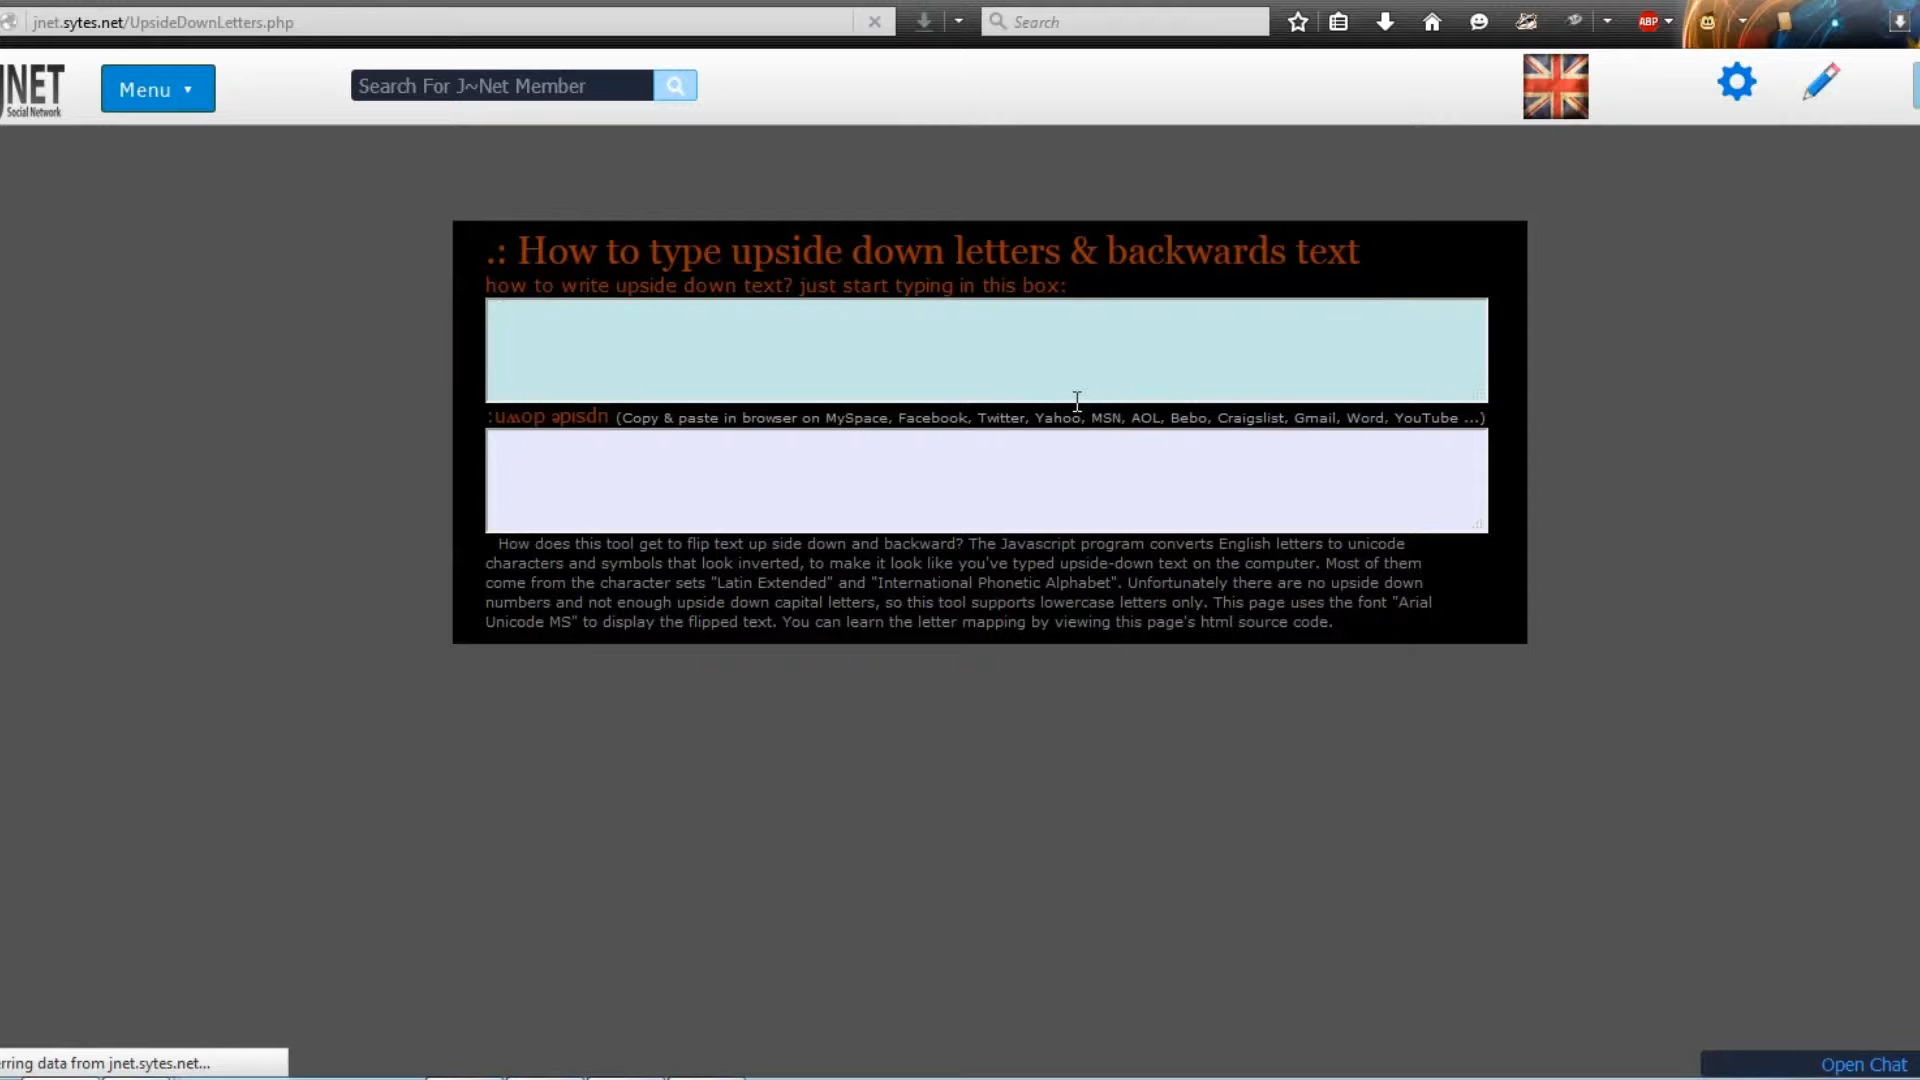 jnet.sytes.net/UpsideDownLetters.php
Search
ABP
JNET
Social Network
Menu
Search For J~Net Member
.: How to type upside down letters & backwards text
how to write upside down text? just start typing in this box:
:uʍop ǝpısdn (Copy & paste in browser on MySpace, Facebook, Twitter, Yahoo, MSN, AOL, Bebo, Craigslist, Gmail, Word, YouTube ...)
How does this tool get to flip text up side down and backward? The Javascript program converts English letters to unicode
characters and symbols that look inverted, to make it look like you've typed upside-down text on the computer. Most of them
come from the character sets "Latin Extended" and "International Phonetic Alphabet". Unfortunately there are no upside down
numbers and not enough upside down capital letters, so this tool supports lowercase letters only. This page uses the font "Arial
Unicode MS" to display the flipped text. You can learn the letter mapping by viewing this page's html source code.
rring data from jnet.sytes.net...
Open Chat